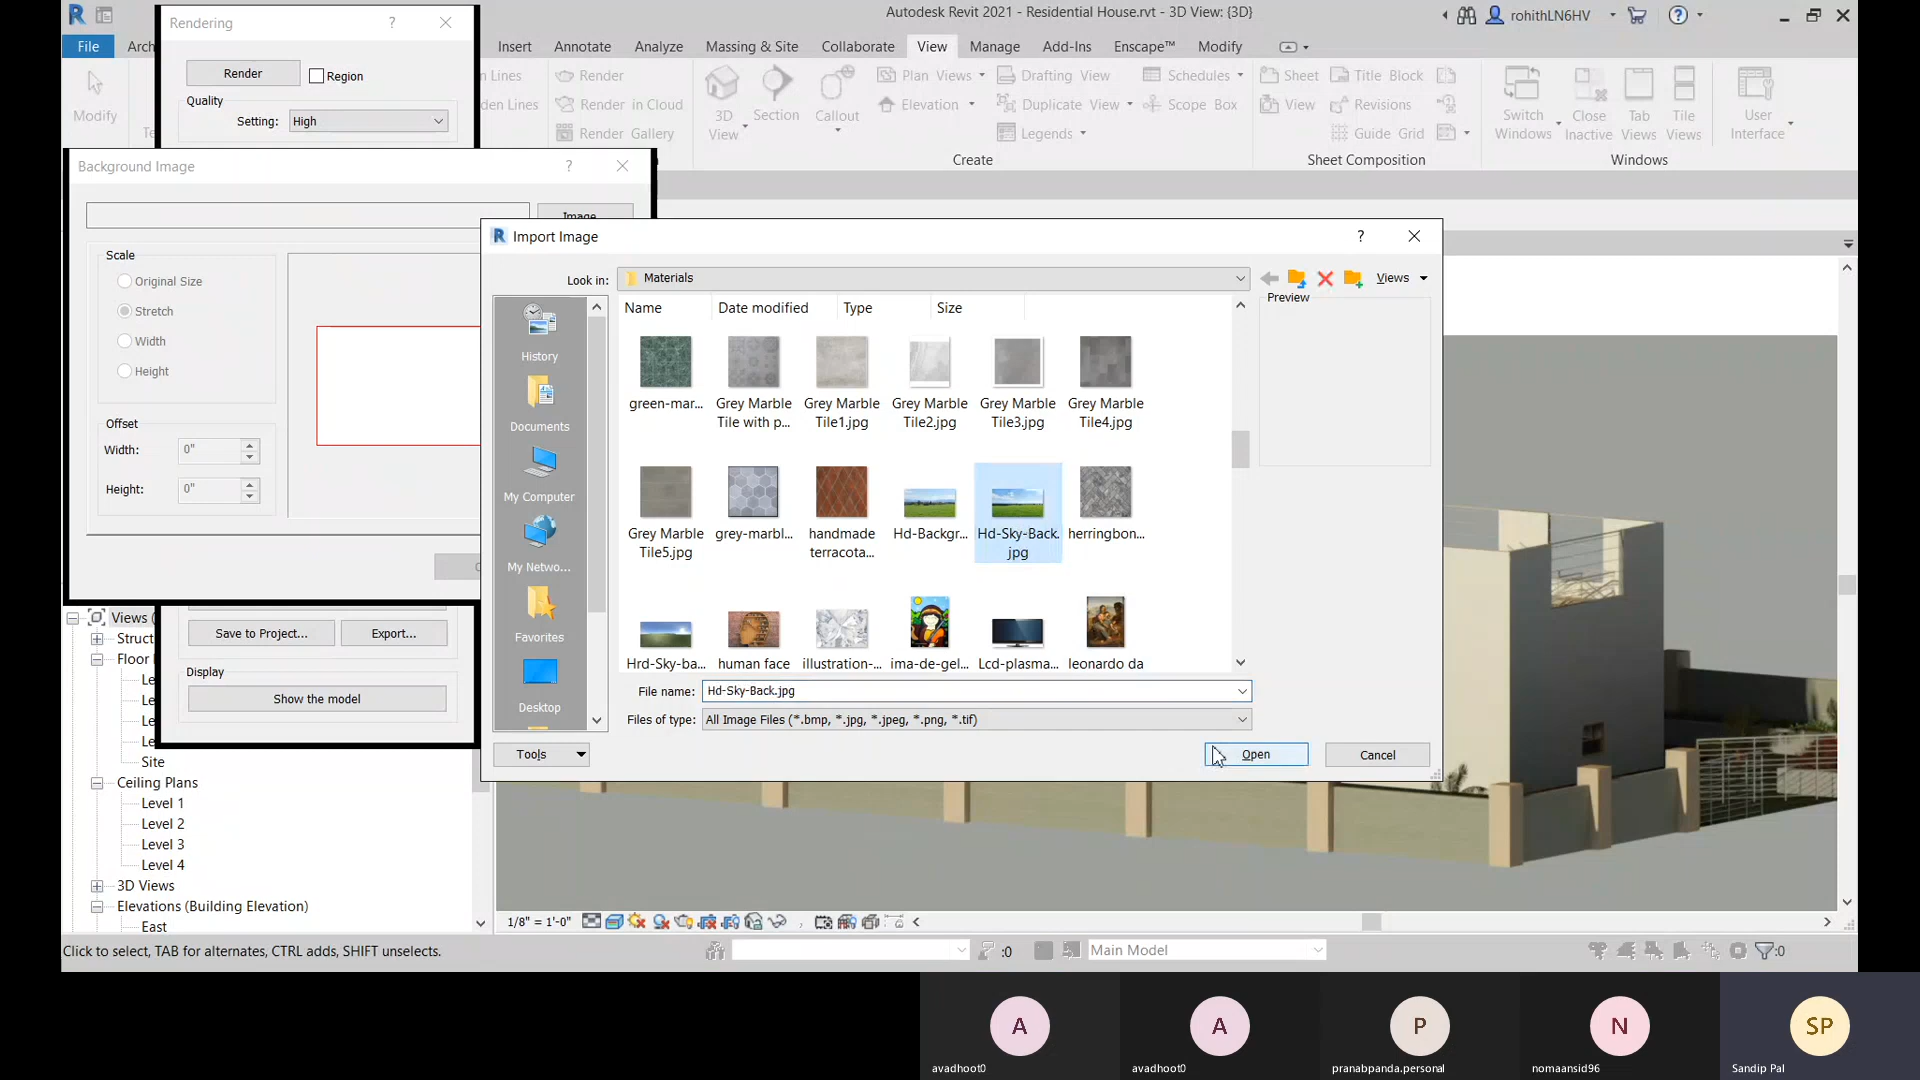 Rendering
Render
Region
Quality
Setting:
High
Autodesk Revit 2021 - Residential House.rvt - 3D View: {3D}
rohithLN6HV
File
Insert
Annotate
Analyze
Massing & Site
Collaborate
View
Manage
Add-Ins
Enscape™
Modify
Modify
Render
Render in Cloud
Render Gallery
3D
View
Section
Callout
Plan Views
Elevation
Drafting View
Duplicate View
Legends
Schedules
Scope Box
Sheet
View
Title Block
Revisions
Guide Grid
Switch
Windows
Close
Inactive
Tab
Views
Tile
Views
User
Interface
Create
Sheet Composition
Windows
Background Image
Image
Scale
Original Size
Stretch
Width
Height
Offset
Width:
0"
Height:
0"
Import Image
Look in:
Materials
Views
Name
Date modified
Type
Size
Preview
History
Documents
My Computer
My Netwo...
Favorites
Desktop
green-mar...
Grey Marble
Tile with p...
Grey Marble
Tile1.jpg
Grey Marble
Tile2.jpg
Grey Marble
Tile3.jpg
Grey Marble
Tile4.jpg
Grey Marble
Tile5.jpg
grey-marbl...
handmade
terracota...
Hd-Backgr...
Hd-Sky-Back.
jpg
herringbon...
Hrd-Sky-ba...
human face
illustration-...
ima-de-gel...
Lcd-plasma...
leonardo da
File name:
Hd-Sky-Back.jpg
Files of type:
All Image Files (*.bmp, *.jpg, *.jpeg, *.png, *.tif)
Tools
Open
Cancel
Save to Project...
Export...
Display
Show the model
Views (
Struct
Floor
Site
Ceiling Plans
Level 1
Level 2
Level 3
Level 4
3D Views
Elevations (Building Elevation)
East
1/8" = 1'-0"
Click to select, TAB for alternates, CTRL adds, SHIFT unselects.
:0
Main Model
:0
A
avadhoot0
A
avadhoot0
P
pranabpanda.personal
N
nomaansid96
SP
Sandip Pal